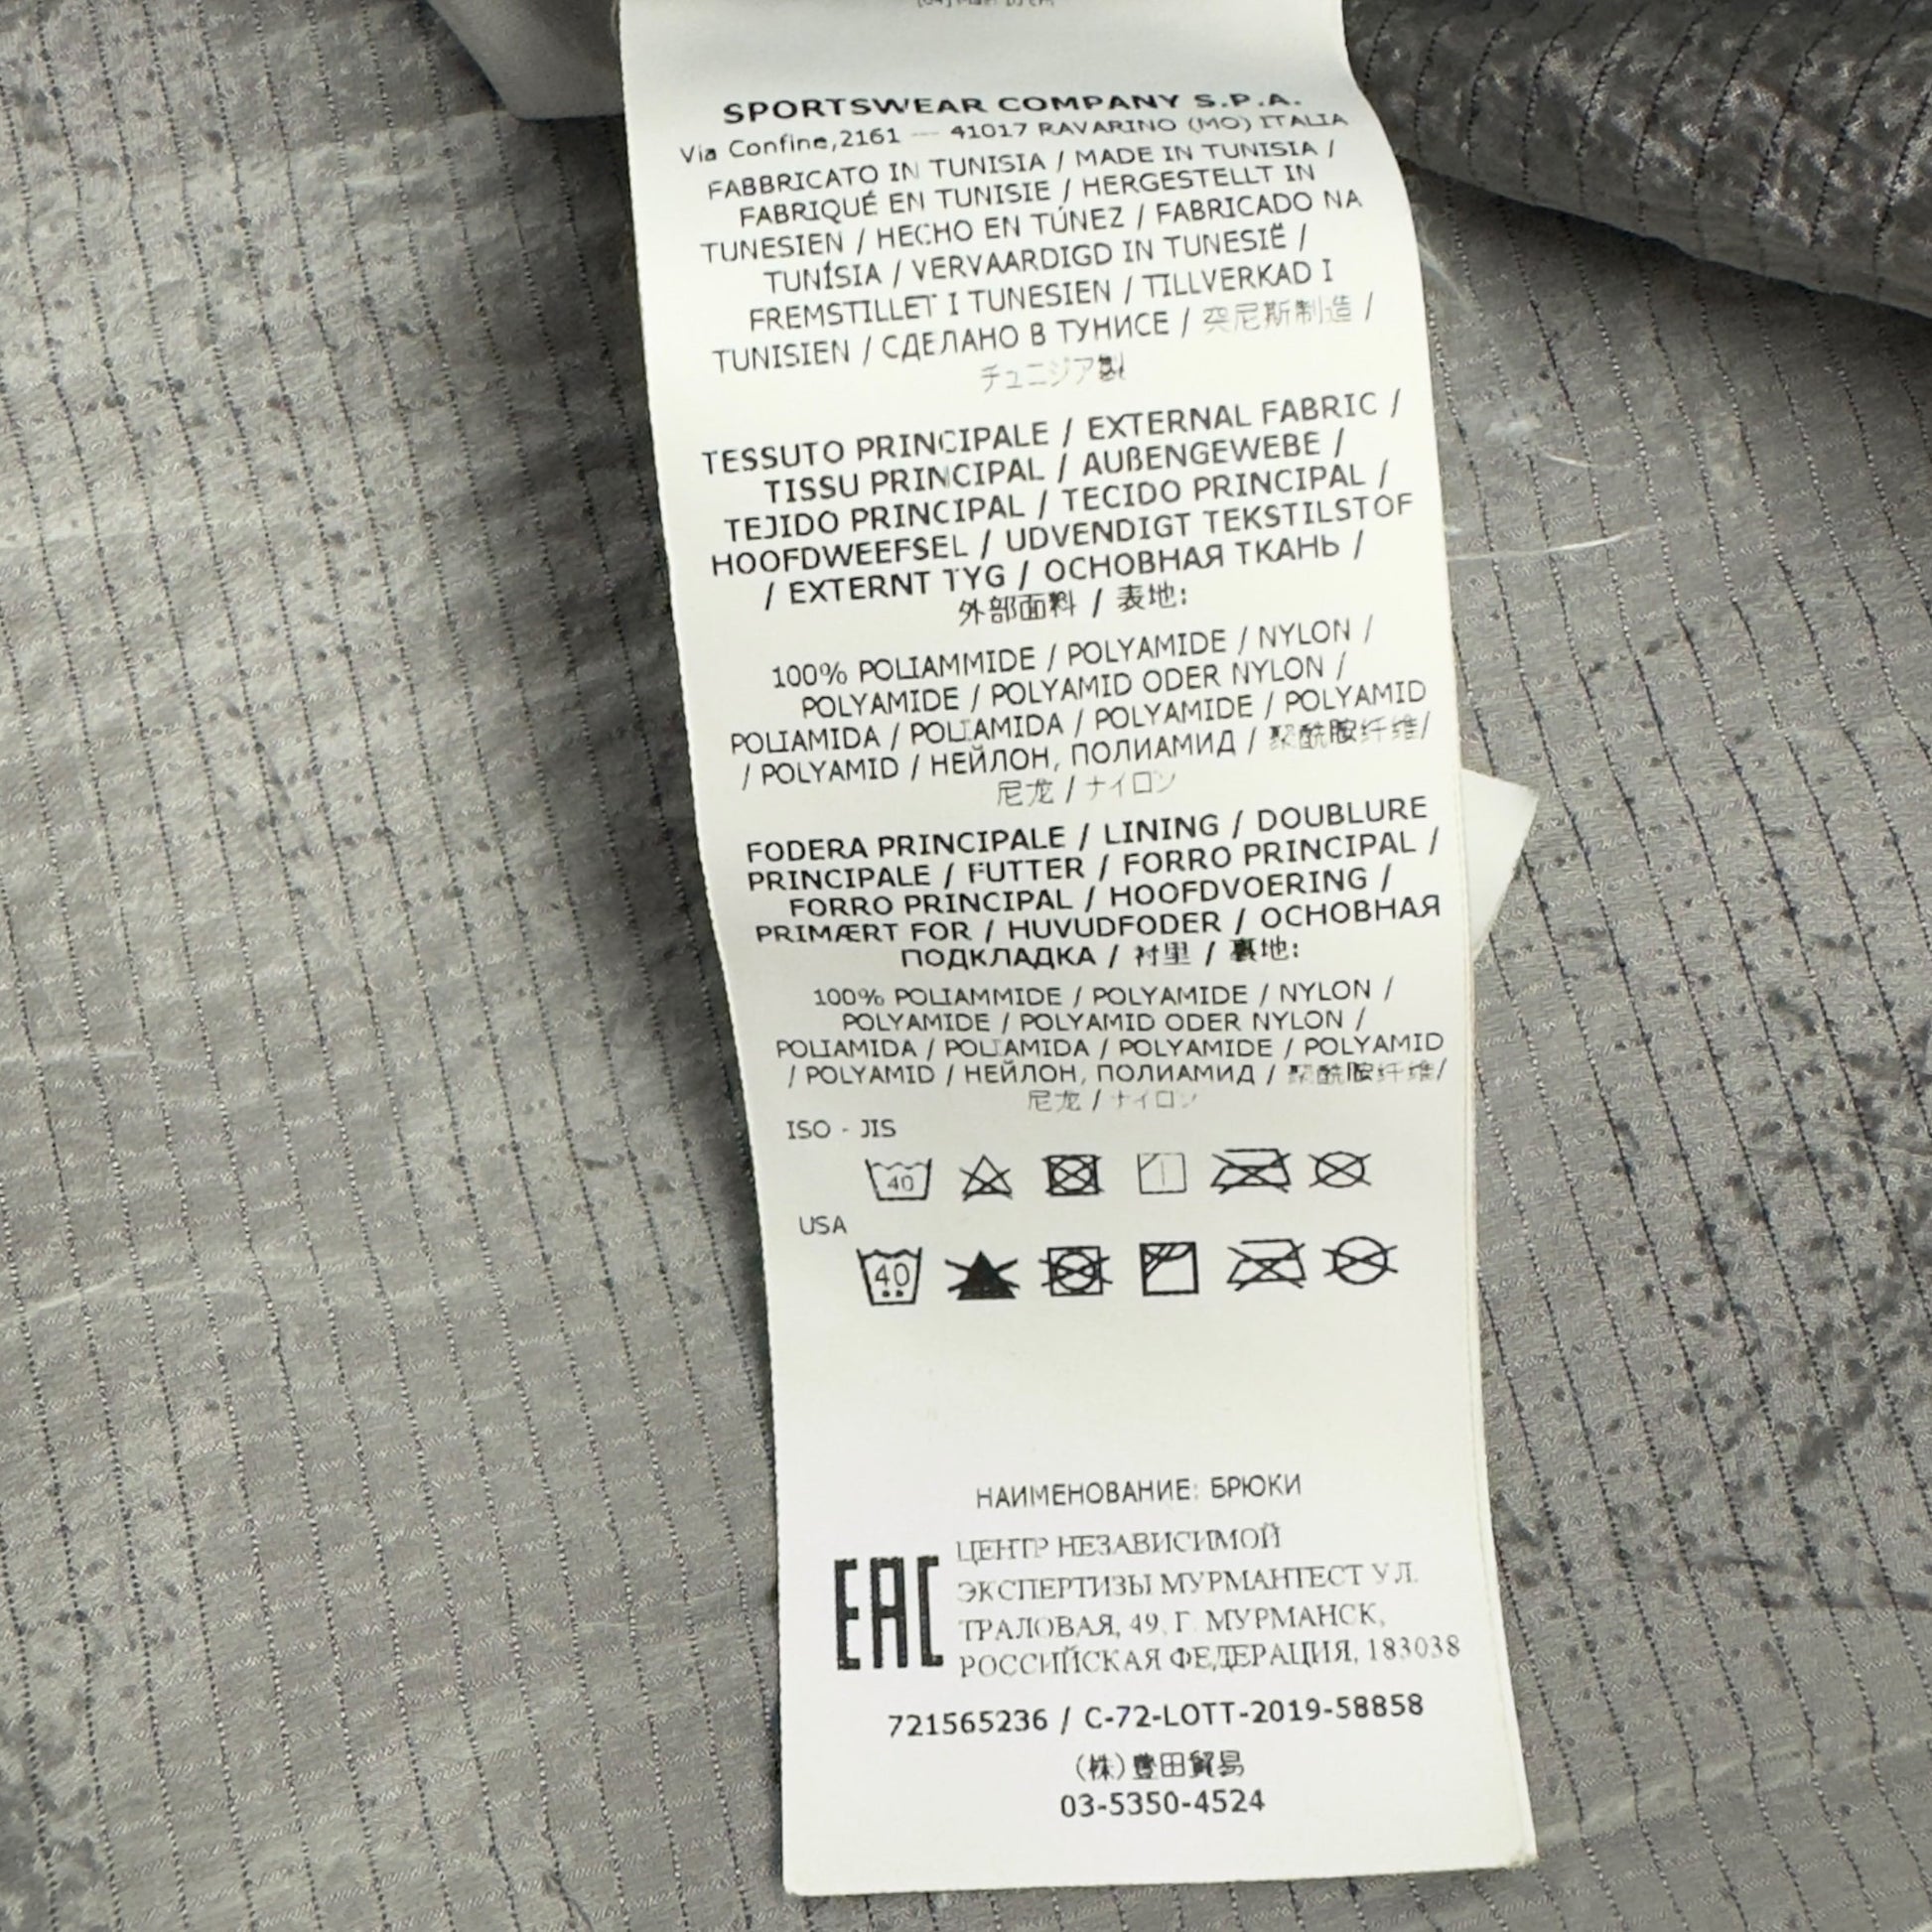 SPORTSWEAR COMPANY S.P.A.
Via Confine,2161 — 41017 RAVARINO (MO) ITALIA
FABBRICATO IN TUNISIA / MADE IN TUNISIA /
FABRIQUÉ EN TUNISIE / HERGESTELLT IN
TUNESIEN / HECHO EN TÚNEZ / FABRICADO NA
TUNÍSIA / VERVAARDIGD IN TUNESIË /
FREMSTILLET I TUNESIEN / TILLVERKAD I
TUNISIEN / СДЕЛАНО В ТУНИСЕ / 突尼斯制造 /
チュニジア製
TESSUTO PRINCIPALE / EXTERNAL FABRIC /
TISSU PRINCIPAL / AUßENGEWEBE /
TEJIDO PRINCIPAL / TECIDO PRINCIPAL /
HOOFDWEEFSEL / UDVENDIGT TEKSTILSTOF
/ EXTERNT TYG / ОСНОВНАЯ ТКАНЬ /
外部面料 / 表地:
100% POLIAMMIDE / POLYAMIDE / NYLON /
POLYAMIDE / POLYAMID ODER NYLON /
POLIAMIDA / POLIAMIDA / POLYAMIDE / POLYAMID
/ POLYAMID / НЕЙЛОН, ПОЛИАМИД / 聚酰胺纤维/
尼龙 / ナイロン
FODERA PRINCIPALE / LINING / DOUBLURE
PRINCIPALE / FUTTER / FORRO PRINCIPAL /
FORRO PRINCIPAL / HOOFDVOERING /
PRIMÆRT FOR / HUVUDFODER / ОСНОВНАЯ
ПОДКЛАДКА / 衬里 / 裏地:
100% POLIAMMIDE / POLYAMIDE / NYLON /
POLYAMIDE / POLYAMID ODER NYLON /
POLIAMIDA / POLIAMIDA / POLYAMIDE / POLYAMID
/ POLYAMID / НЕЙЛОН, ПОЛИАМИД / 聚酰胺纤维/
尼龙 / ナイロン
ISO - JIS
40
USA
40
НАИМЕНОВАНИЕ: БРЮКИ
EAC
ЦЕНТР НЕЗАВИСИМОЙ
ЭКСПЕРТИЗЫ МУРМАНТЕСТ УЛ.
ТРАЛОВАЯ, 49, Г. МУРМАНСК,
РОССИЙСКАЯ ФЕДЕРАЦИЯ, 183038
721565236 / C-72-LOTT-2019-58858
(株)豊田貿易
03-5350-4524